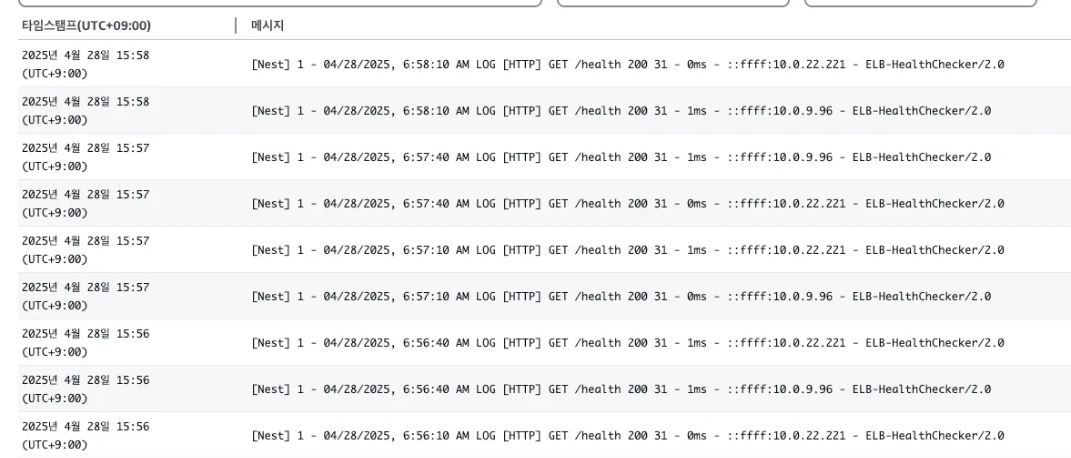 타임스탬프(UTC+09:00) 메시지
2025년 4월 28일 15:58
(UTC+9:00)
[Nest] 1 - 04/28/2025, 6:58:10 AM LOG [HTTP] GET /health 200 31 - 0ms - ::ffff:10.0.22.221 - ELB-HealthChecker/2.0
2025년 4월 28일 15:58
(UTC+9:00)
[Nest] 1 - 04/28/2025, 6:58:10 AM LOG [HTTP] GET /health 200 31 - 1ms - ::ffff:10.0.9.96 - ELB-HealthChecker/2.0
2025년 4월 28일 15:57
(UTC+9:00)
[Nest] 1 - 04/28/2025, 6:57:40 AM LOG [HTTP] GET /health 200 31 - 1ms - ::ffff:10.0.9.96 - ELB-HealthChecker/2.0
2025년 4월 28일 15:57
(UTC+9:00)
[Nest] 1 - 04/28/2025, 6:57:40 AM LOG [HTTP] GET /health 200 31 - 0ms - ::ffff:10.0.22.221 - ELB-HealthChecker/2.0
2025년 4월 28일 15:57
(UTC+9:00)
[Nest] 1 - 04/28/2025, 6:57:10 AM LOG [HTTP] GET /health 200 31 - 1ms - ::ffff:10.0.22.221 - ELB-HealthChecker/2.0
2025년 4월 28일 15:57
(UTC+9:00)
[Nest] 1 - 04/28/2025, 6:57:10 AM LOG [HTTP] GET /health 200 31 - 0ms - ::ffff:10.0.9.96 - ELB-HealthChecker/2.0
2025년 4월 28일 15:56
(UTC+9:00)
[Nest] 1 - 04/28/2025, 6:56:40 AM LOG [HTTP] GET /health 200 31 - 1ms - ::ffff:10.0.22.221 - ELB-HealthChecker/2.0
2025년 4월 28일 15:56
(UTC+9:00)
[Nest] 1 - 04/28/2025, 6:56:40 AM LOG [HTTP] GET /health 200 31 - 1ms - ::ffff:10.0.9.96 - ELB-HealthChecker/2.0
2025년 4월 28일 15:56
(UTC+9:00)
[Nest] 1 - 04/28/2025, 6:56:10 AM LOG [HTTP] GET /health 200 31 - 0ms - ::ffff:10.0.22.221 - ELB-HealthChecker/2.0